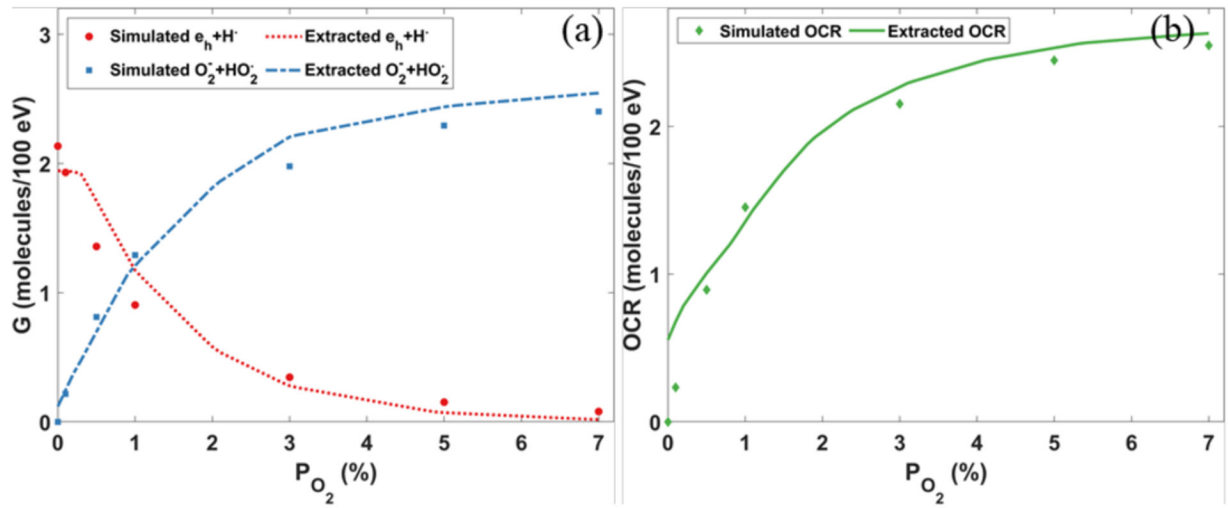 (a)
Simulated e_h+H· Extracted e_h+H·
Simulated O₂⁻+HO₂· Extracted O₂⁻+HO₂·
G (molecules/100 eV)
3
2
1
0
0 1 2 3 4 5 6 7
P_O₂ (%)
(b)
Simulated OCR Extracted OCR
OCR (molecules/100 eV)
2
1
0
0 1 2 3 4 5 6 7
P_O₂ (%)